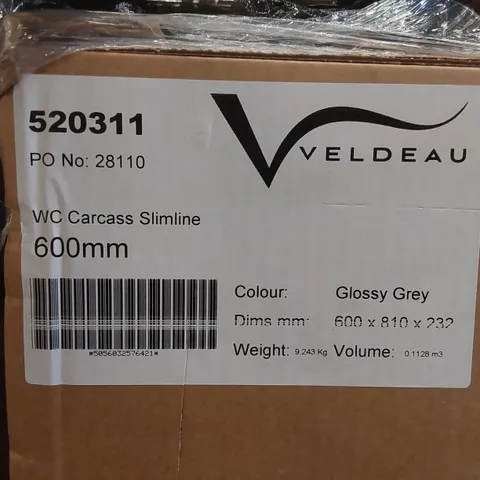 520311
VELDEAU
PO No: 28110
WC Carcass Slimline
600mm
Colour: Glossy Grey
Dims mm: 600 x 810 x 232
Weight: 9.243 Kg Volume: 0.1128 m3
*5056032576421*